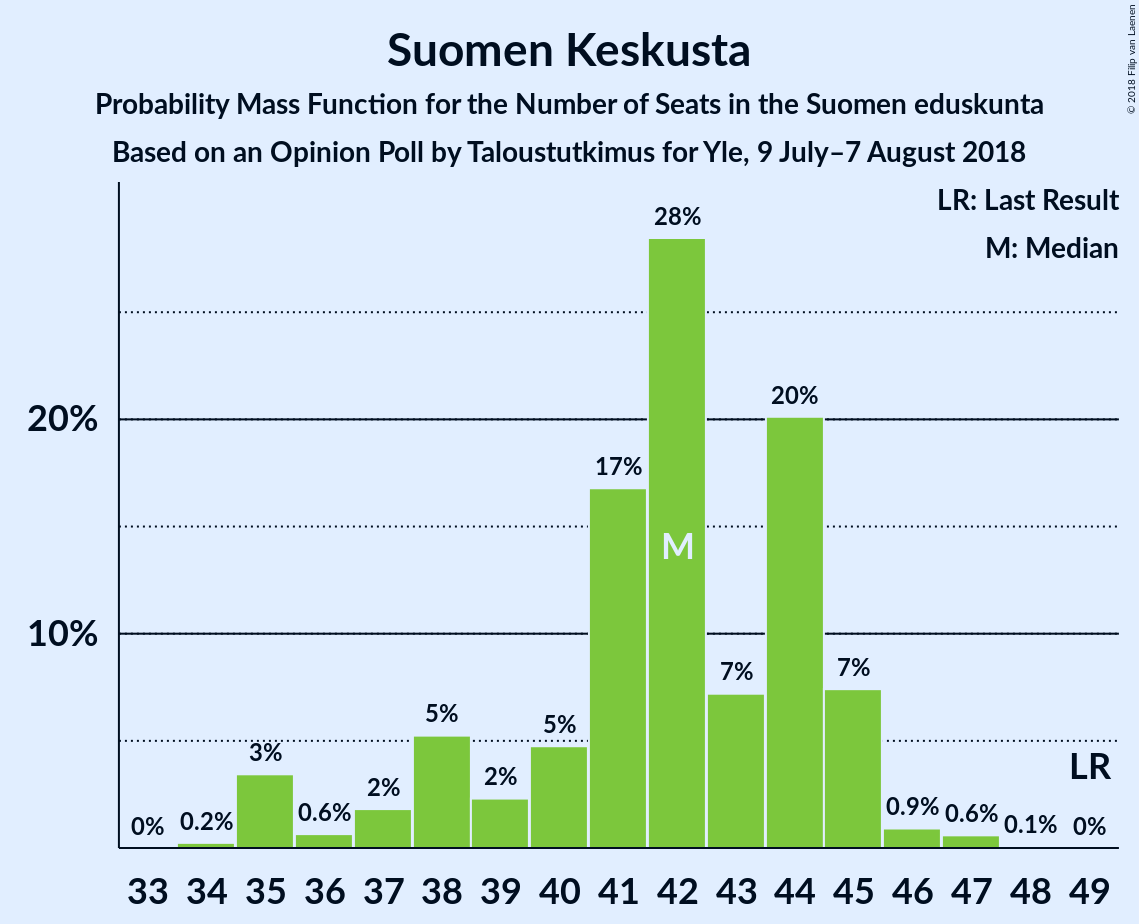 Suomen Keskusta
Probability Mass Function for the Number of Seats in the Suomen eduskunta
Based on an Opinion Poll by Taloustutkimus for Yle, 9 July–7 August 2018
© 2018 Filip van Laenen
LR: Last Result
M: Median
20%
10%
0%
0.2%
3%
0.6%
2%
5%
2%
5%
17%
28%
7%
20%
7%
0.9%
0.6%
0.1%
0%
M
LR
33 34 35 36 37 38 39 40 41 42 43 44 45 46 47 48 49